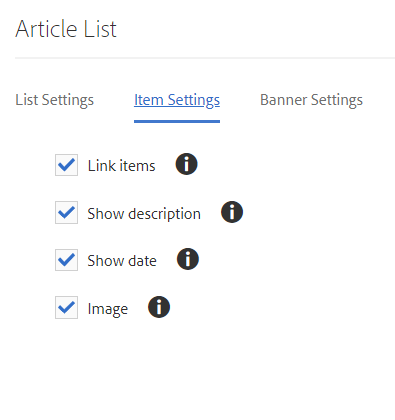 Article List
List Settings Item Settings Banner Settings
Link items
Show description
Show date
Image